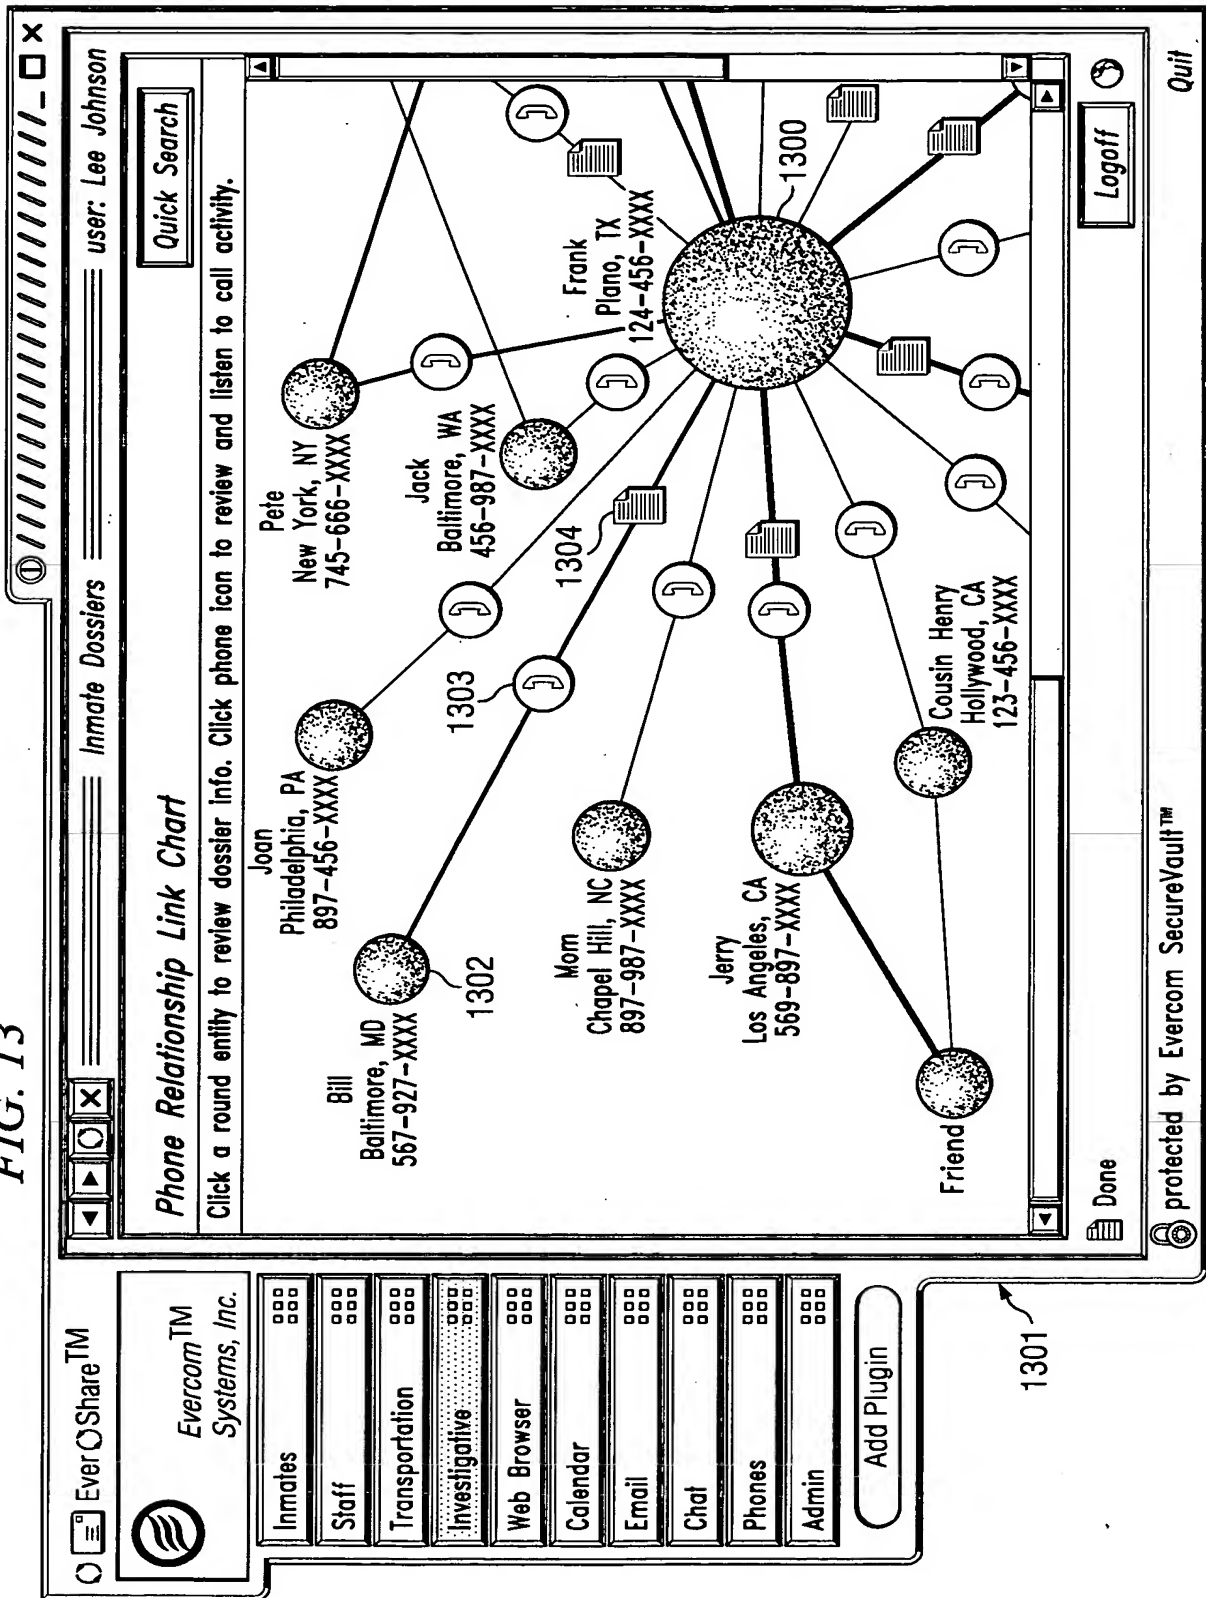 FIG. 13
Ever Share™
Evercom™
Systems, Inc.
Inmates
Staff
Transportation
Investigative
Web Browser
Calendar
Email
Chat
Phones
Admin
Add Plugin
1301
Inmate Dossiers
user: Lee Johnson
Phone Relationship Link Chart
Quick Search
Click a round entity to review dossier info. Click phone icon to review and listen to call activity.
Pete
New York, NY
745-666-XXXX
Joan
Philadelphia, PA
897-456-XXXX
Bill
Baltimore, MD
567-927-XXXX
1302
1303
1304
Jack
Baltimore, WA
456-987-XXXX
Frank
Plano, TX
124-456-XXXX
1300
Mom
Chapel Hill, NC
897-987-XXXX
Jerry
Los Angeles, CA
569-897-XXXX
Cousin Henry
Hollywood, CA
123-456-XXXX
Friend
Done
Logoff
protected by Evercom SecureVault™
Quit